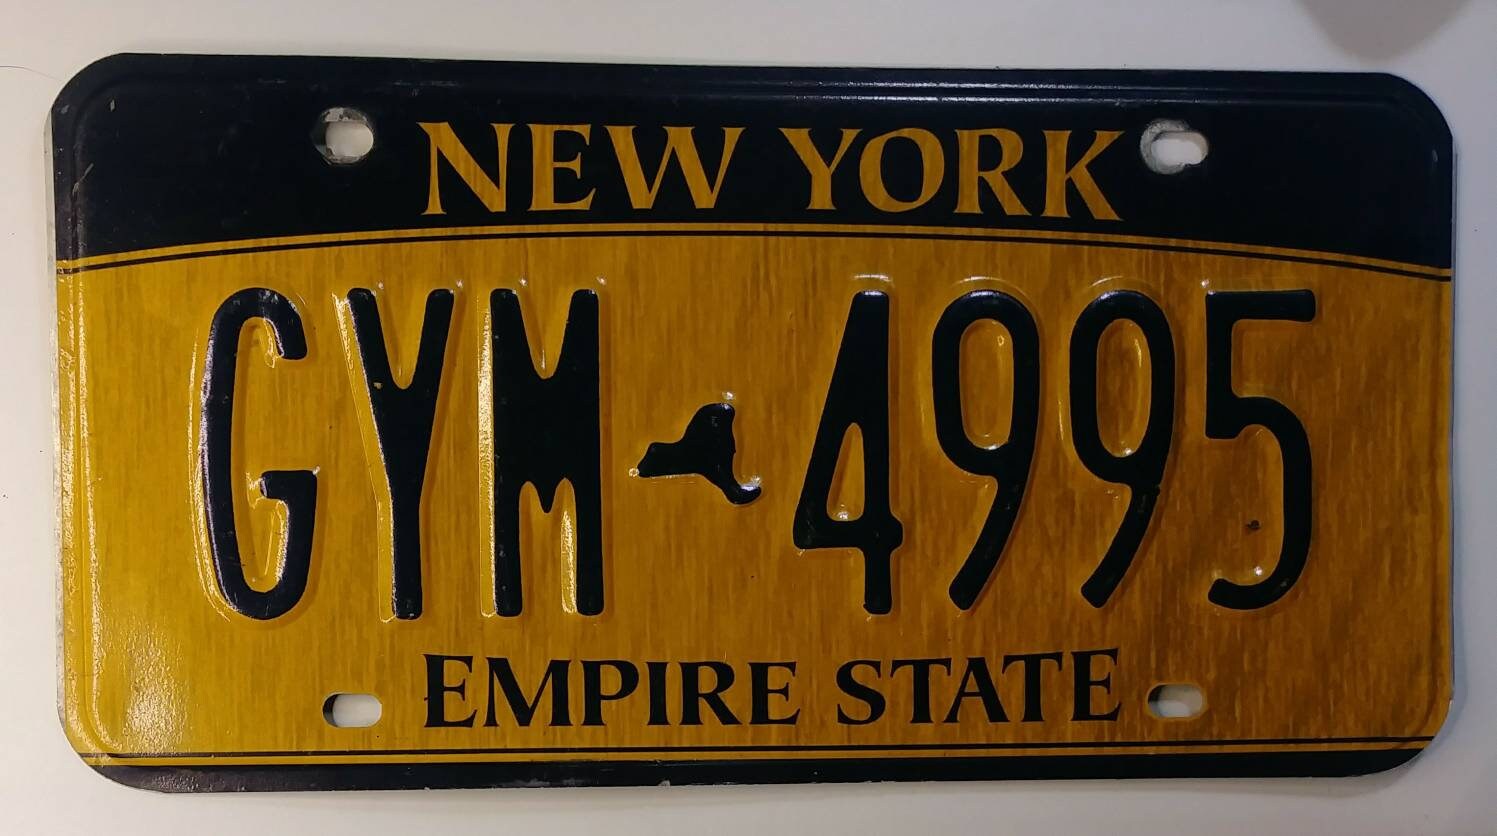 NEW YORK
GYM 4995
EMPIRE STATE